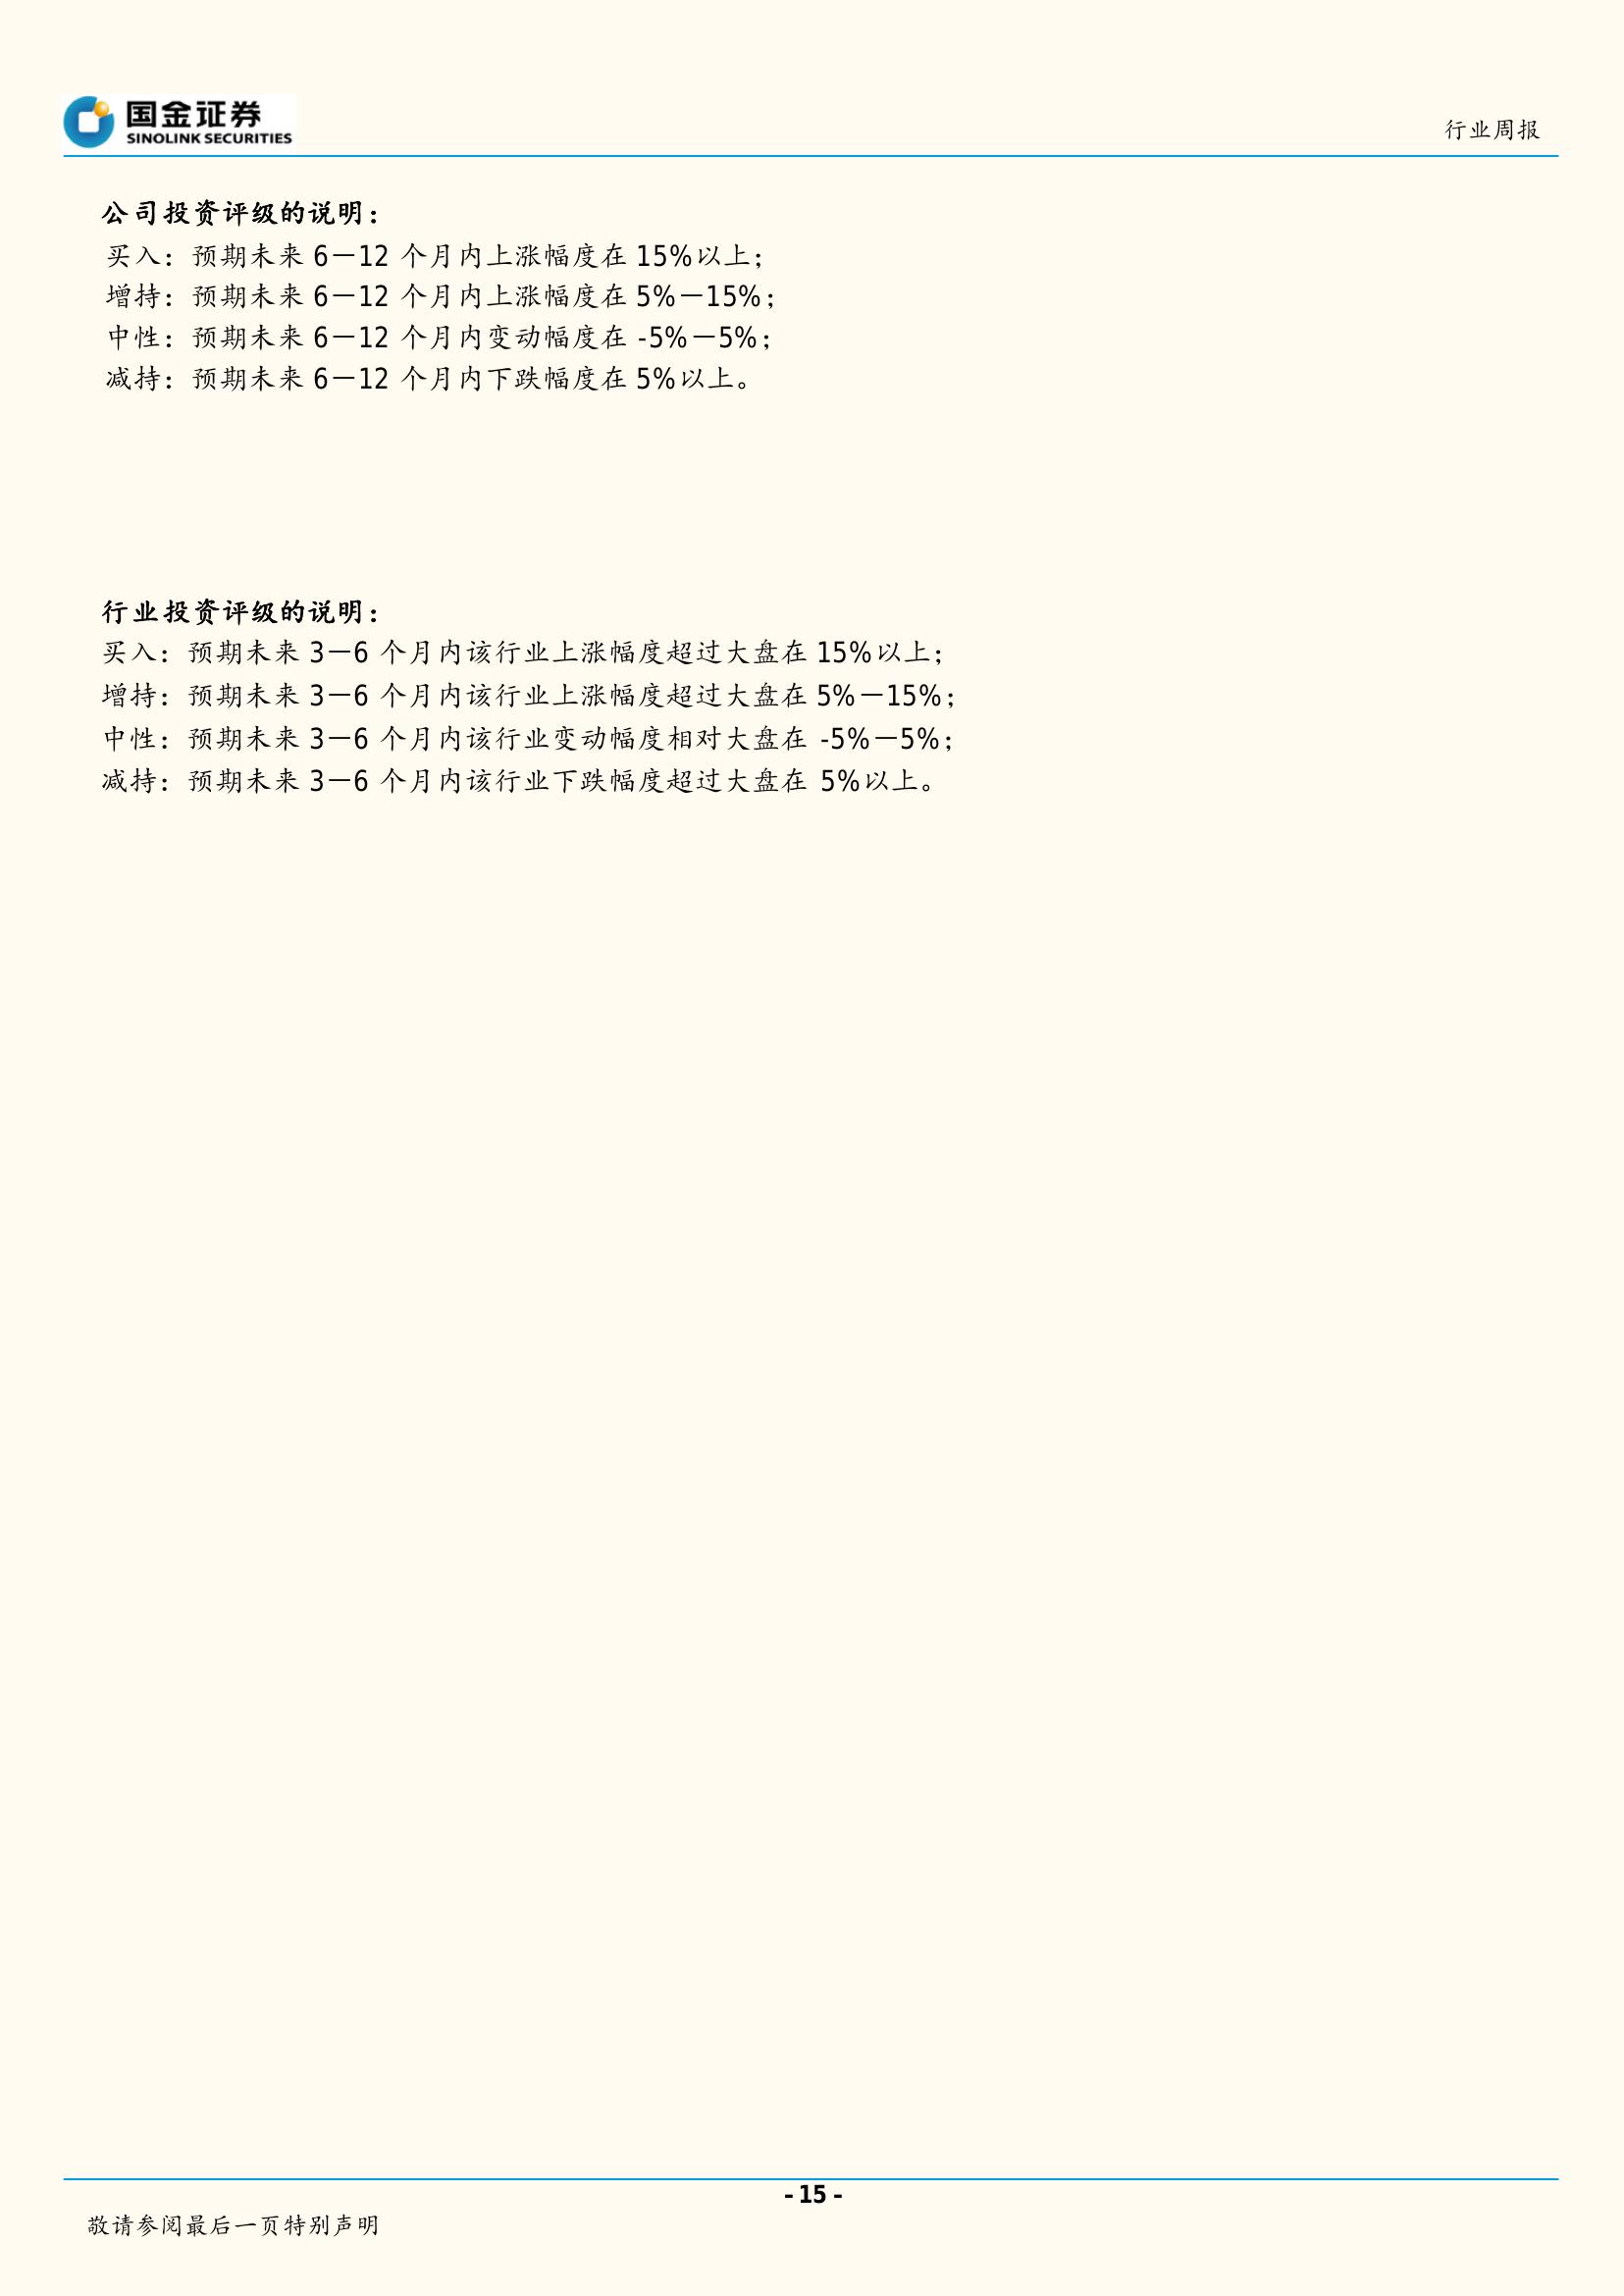 国金证券
SINOLINK SECURITIES
行业周报
公司投资评级的说明：
买入：预期未来 6－12 个月内上涨幅度在 15%以上；
增持：预期未来 6－12 个月内上涨幅度在 5%－15%；
中性：预期未来 6－12 个月内变动幅度在 -5%－5%；
减持：预期未来 6－12 个月内下跌幅度在 5%以上。
行业投资评级的说明：
买入：预期未来 3－6 个月内该行业上涨幅度超过大盘在 15%以上；
增持：预期未来 3－6 个月内该行业上涨幅度超过大盘在 5%－15%；
中性：预期未来 3－6 个月内该行业变动幅度相对大盘在 -5%－5%；
减持：预期未来 3－6 个月内该行业下跌幅度超过大盘在 5%以上。
- 15 -
敬请参阅最后一页特别声明